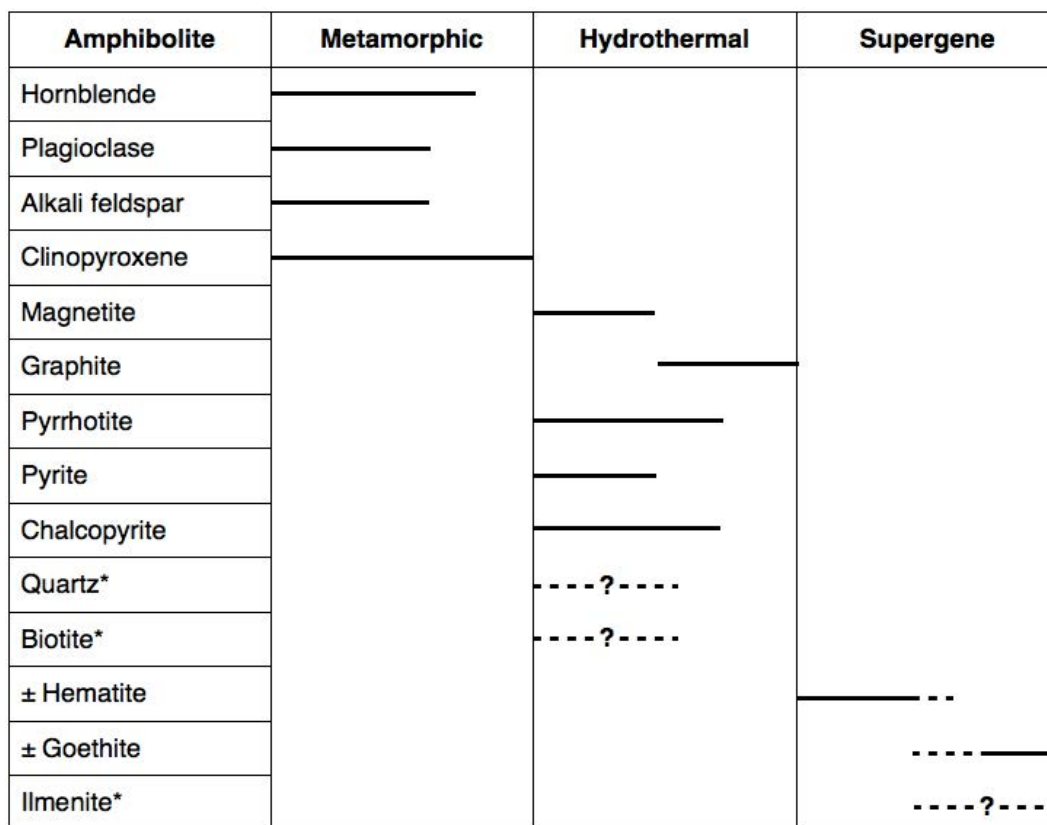 Amphibolite Metamorphic Hydrothermal Supergene
Hornblende
Plagioclase
Alkali feldspar
Clinopyroxene
Magnetite
Graphite
Pyrrhotite
Pyrite
Chalcopyrite
Quartz* ?
Biotite* ?
± Hematite
± Goethite
Ilmenite* ?